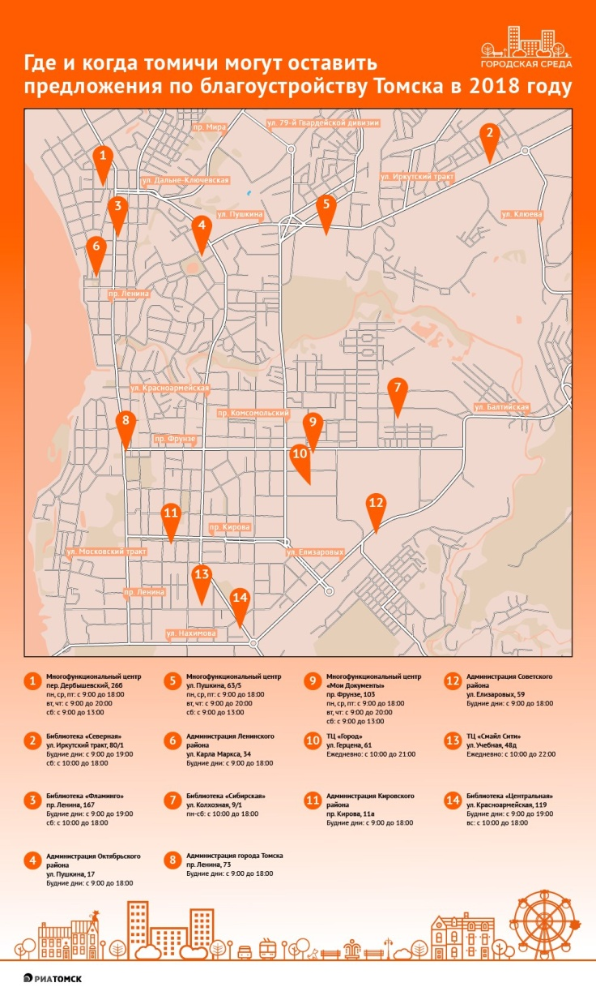 ГОРОДСКАЯ СРЕДА
Где и когда томичи могут оставить
предложения по благоустройству Томска в 2018 году
ул. 79-й Гвардейской дивизии
пр. Мира
2
1
ул. Дальне-Ключевская
ул. Иркутский тракт
3
5
ул. Пушкина
ул. Клюева
4
6
пр. Ленина
ул. Красноармейская
7
ул. Балтийская
пр. Комсомольский
8
9
пр. Фрунзе
10
12
11
пр. Кирова
ул. Московский тракт
ул. Елизаровых
13
пр. Ленина
14
ул. Нахимова
1
Многофункциональный центр
пер. Дербышевский, 26б
пн, ср, пт: с 9:00 до 18:00
вт, чт: с 9:00 до 20:00
сб: с 9:00 до 13:00
2
Библиотека «Северная»
ул. Иркутский тракт, 80/1
Будние дни: с 9:00 до 19:00
сб: с 10:00 до 18:00
3
Библиотека «Фламинго»
пр. Ленина, 167
Будние дни: с 9:00 до 19:00
сб: с 10:00 до 18:00
4
Администрация Октябрьского
района
ул. Пушкина, 17
Будние дни: с 9:00 до 18:00
5
Многофункциональный центр
ул. Пушкина, 63/5
пн, ср, пт: с 9:00 до 18:00
вт, чт: с 9:00 до 20:00
сб: с 9:00 до 13:00
6
Администрация Ленинского
района
ул. Карла Маркса, 34
Будние дни: с 9:00 до 18:00
7
Библиотека «Сибирская»
ул. Колхозная, 9/1
пн-сб: с 10:00 до 18:00
8
Администрация города Томска
пр. Ленина, 73
Будние дни: с 9:00 до 18:00
9
Многофункциональный центр
«Мои Документы»
пр. Фрунзе, 103
пн, ср, пт: с 9:00 до 18:00
вт, чт: с 9:00 до 20:00
сб: с 9:00 до 13:00
10
ТЦ «Город»
ул. Герцена, 61
Ежедневно: с 10:00 до 21:00
11
Администрация Кировского
района
пр. Кирова, 11а
Будние дни: с 9:00 до 18:00
12
Администрация Советского
района
ул. Елизаровых, 59
Будние дни: с 9:00 до 18:00
13
ТЦ «Смайл Сити»
ул. Учебная, 48д
Ежедневно: с 10:00 до 22:00
14
Библиотека «Центральная»
ул. Красноармейская, 119
Будние дни: с 9:00 до 19:00
вс: с 10:00 до 18:00
РИАТОМСК